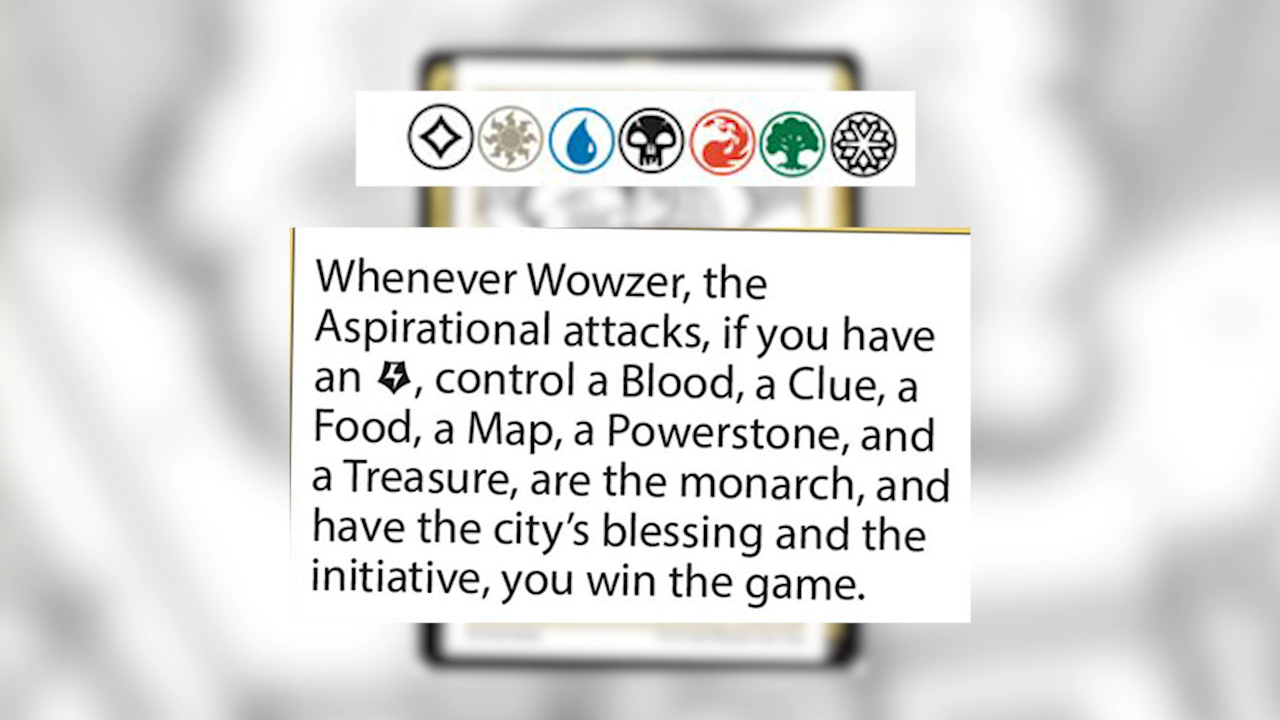 Whenever Wowzer, the
Aspirational attacks, if you have
an , control a Blood, a Clue, a
Food, a Map, a Powerstone, and
a Treasure, are the monarch, and
have the city's blessing and the
initiative, you win the game.